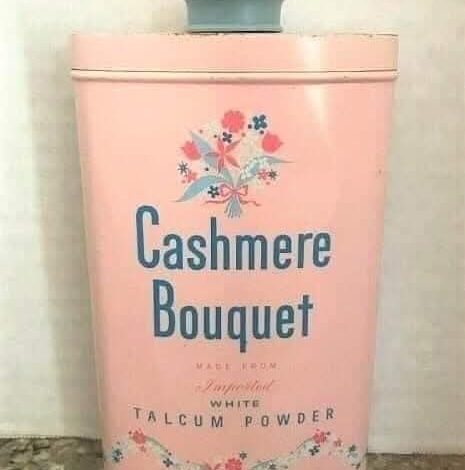 Cashmere
Bouquet
MADE FROM
Imported
WHITE
TALCUM POWDER